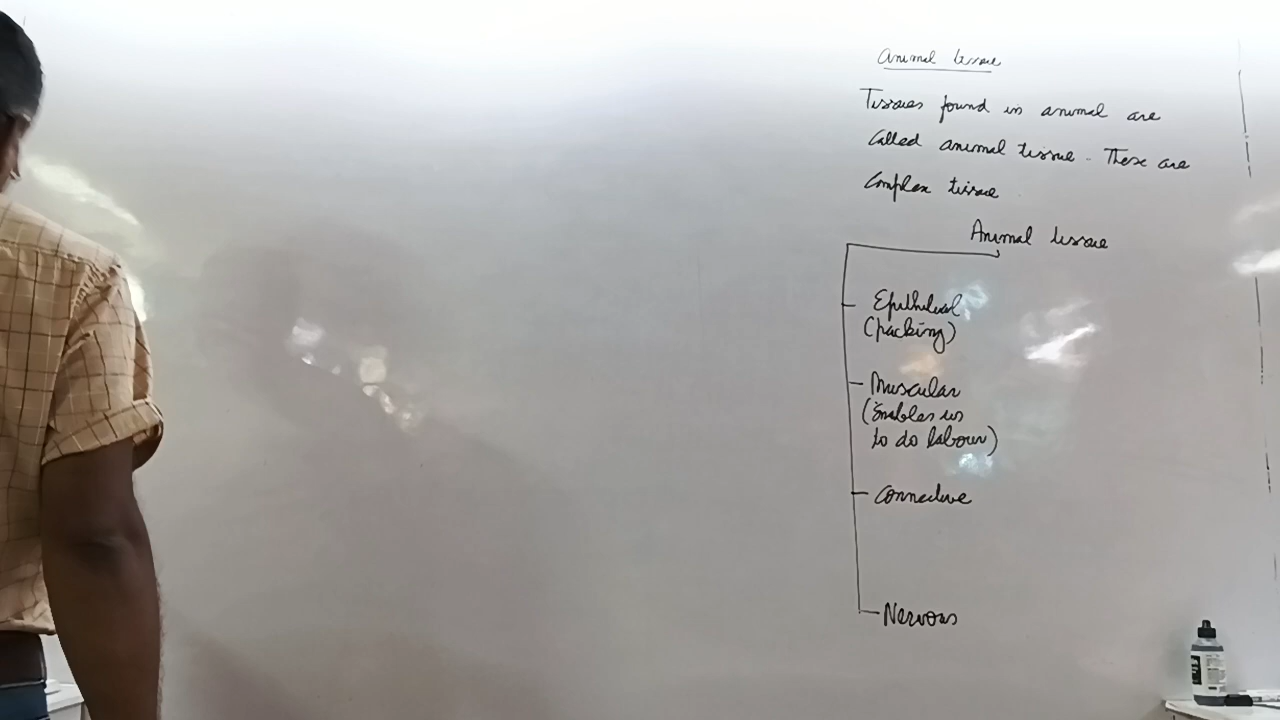 Animal tissue
Tissues found in animal are
called animal tissue. These are
Complex tissue
Animal tissue
Epithelial
(packing)
Muscular
(Enables us
to do labour)
Connective
Nervous